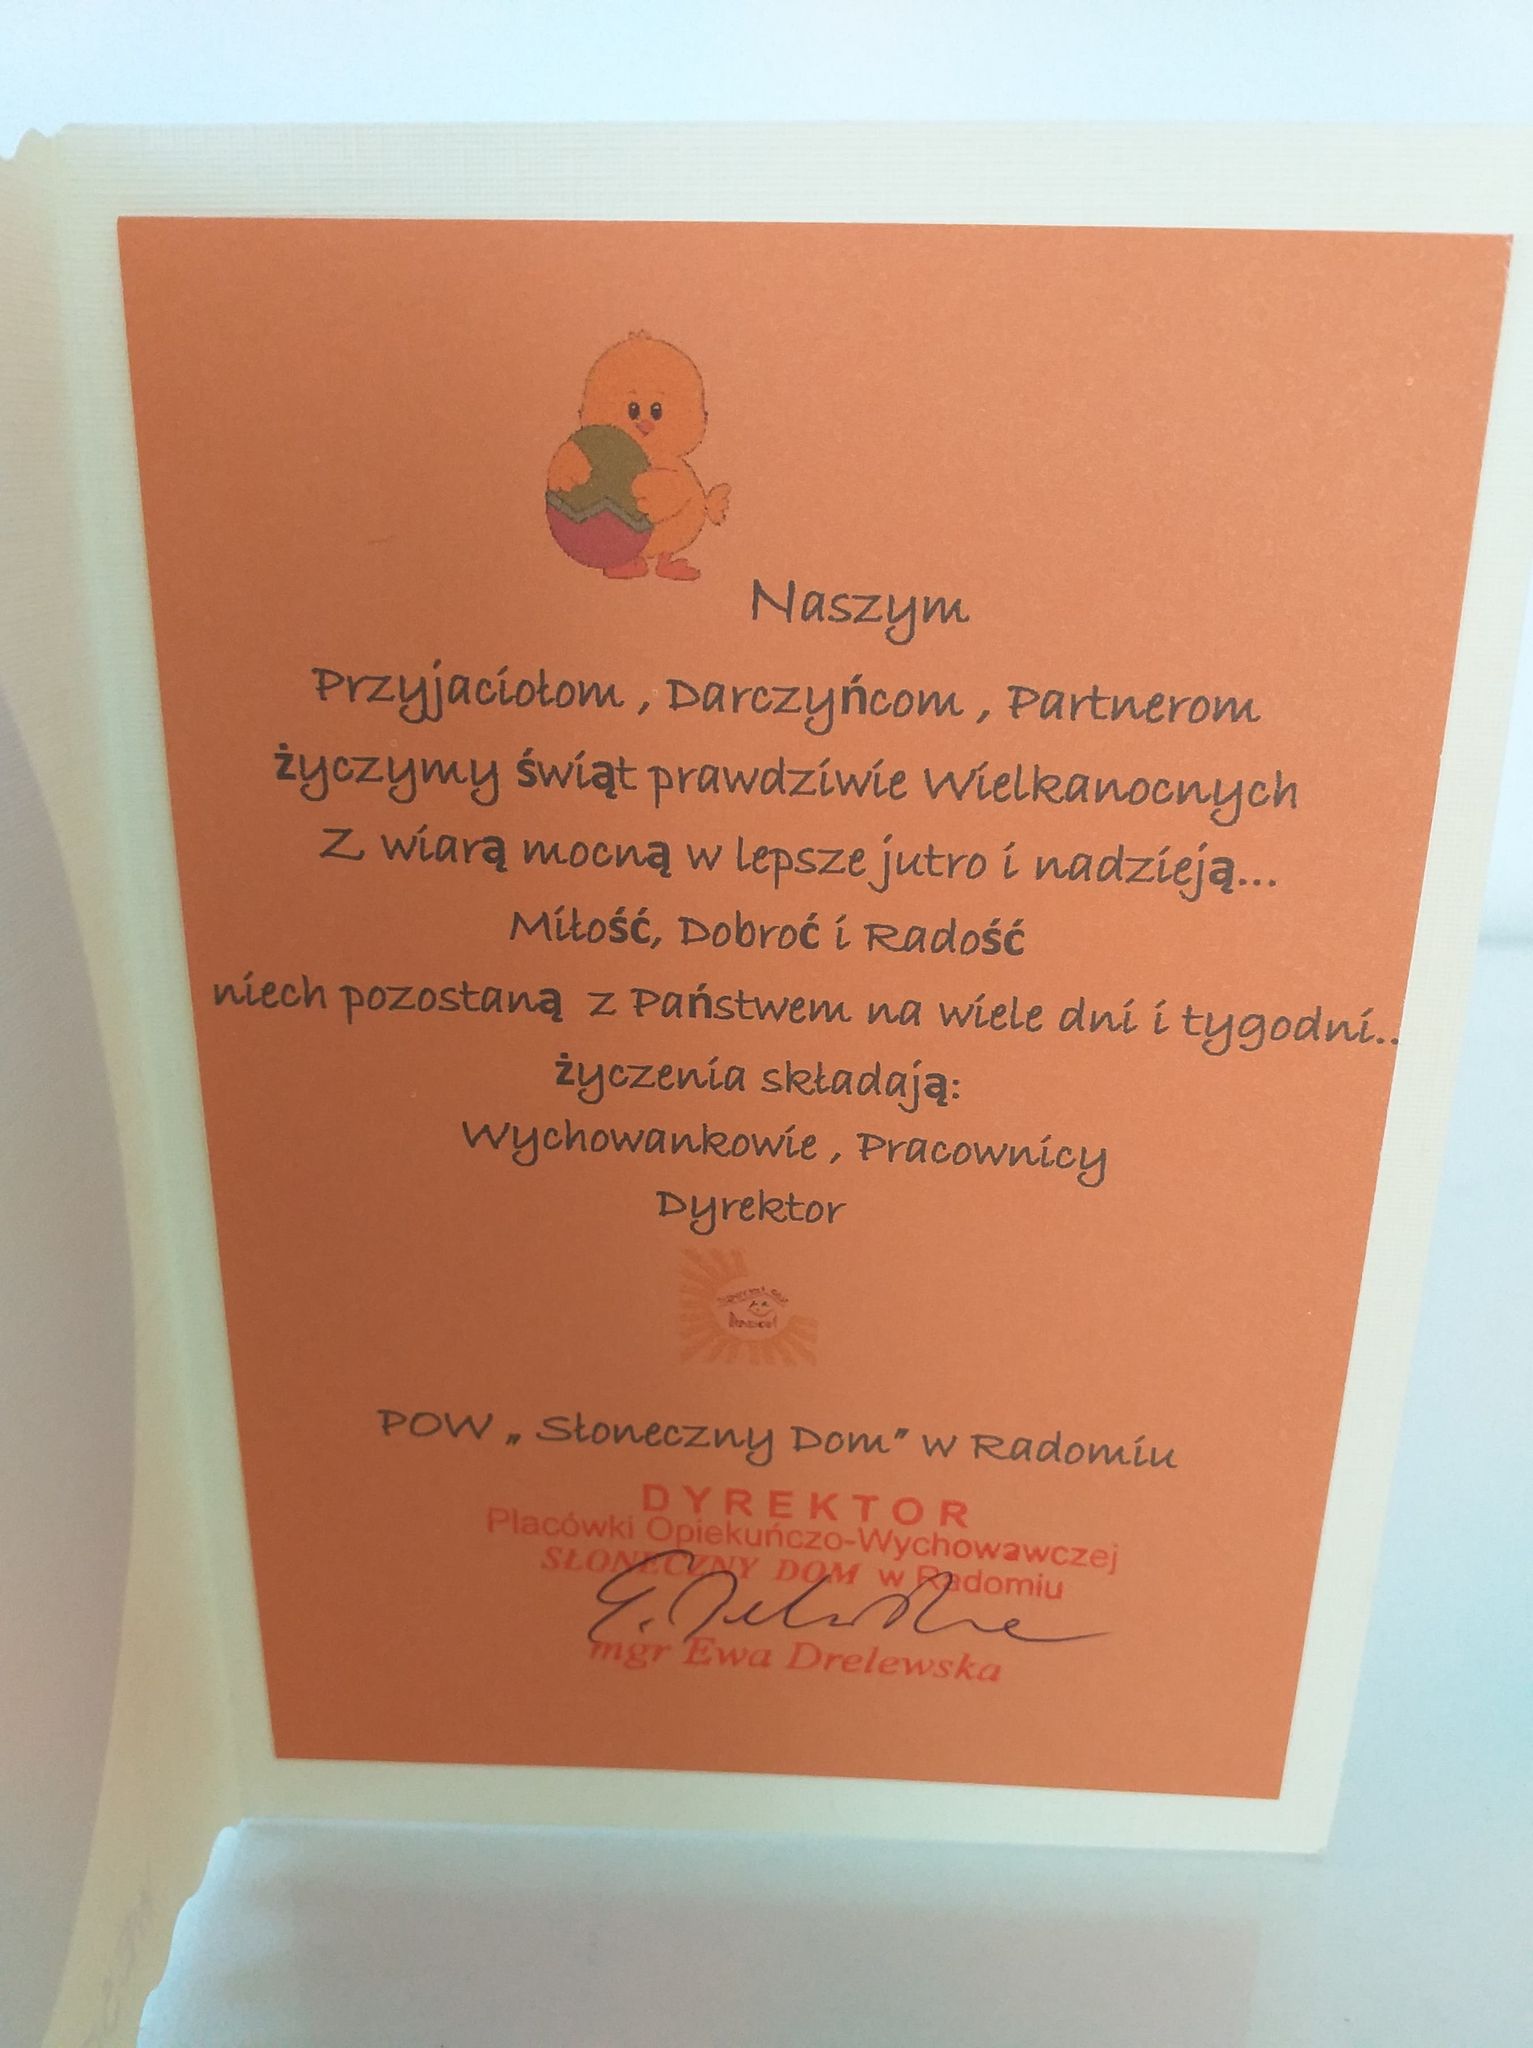 Naszym
Przyjaciołom , Darczyńcom , Partnerom
życzymy świąt prawdziwie Wielkanocnych
Z wiarą mocną w lepsze jutro i nadzieją...
Miłość, Dobroć i Radość
niech pozostaną z Państwem na wiele dni i tygodni..
życzenia składają:
Wychowankowie , Pracownicy
Dyrektor
POW „ Słoneczny Dom" w Radomiu
DYREKTOR
Placówki Opiekuńczo-Wychowawczej
SŁONECZNY DOM w Radomiu
mgr Ewa Drelewska